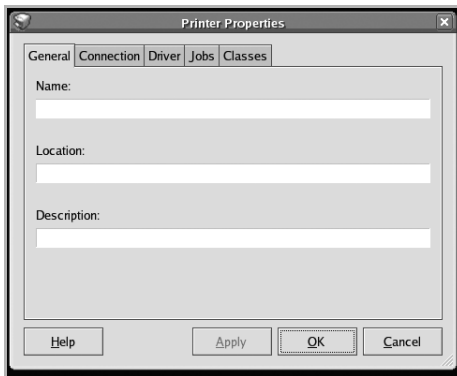 Printer Properties
General Connection Driver Jobs Classes
Name:
Location:
Description:
Help Apply OK Cancel